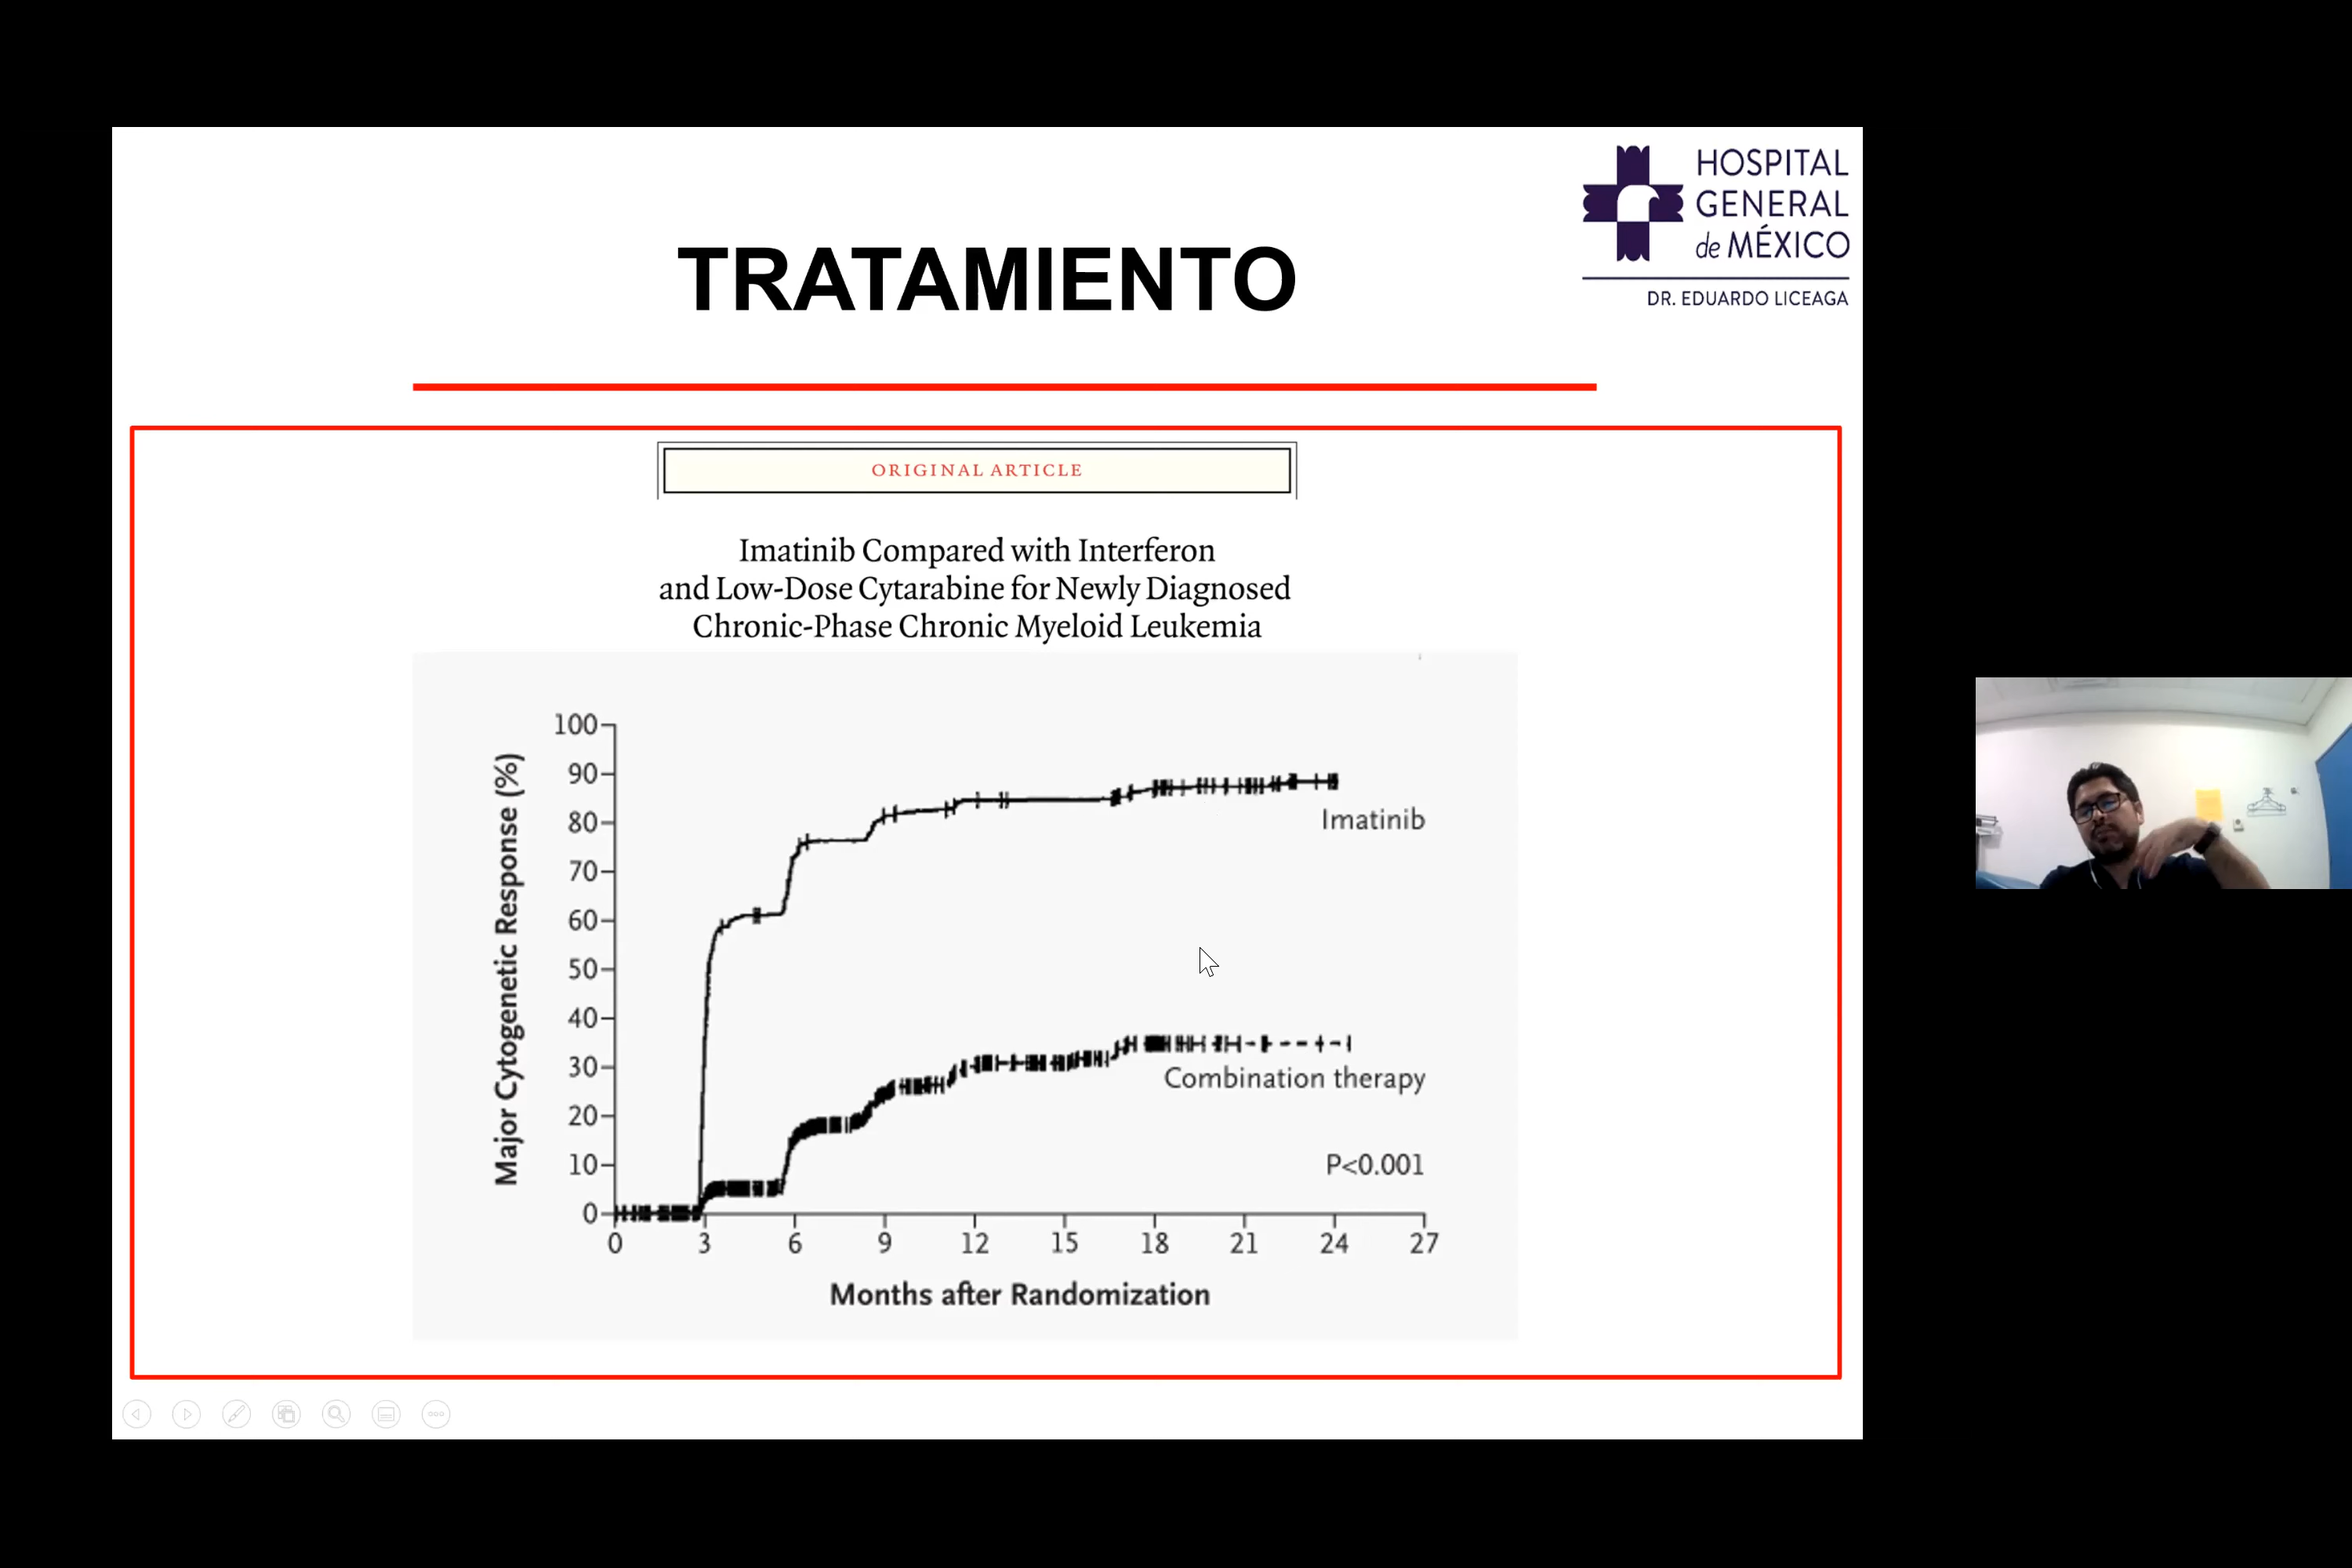 HOSPITAL
GENERAL
de MÉXICO
DR. EDUARDO LICEAGA
TRATAMIENTO
ORIGINAL ARTICLE
Imatinib Compared with Interferon
and Low-Dose Cytarabine for Newly Diagnosed
Chronic-Phase Chronic Myeloid Leukemia
Major Cytogenetic Response (%)
100
90
80
70
60
50
40
30
20
10
0
Imatinib
Combination therapy
P<0.001
0 3 6 9 12 15 18 21 24 27
Months after Randomization